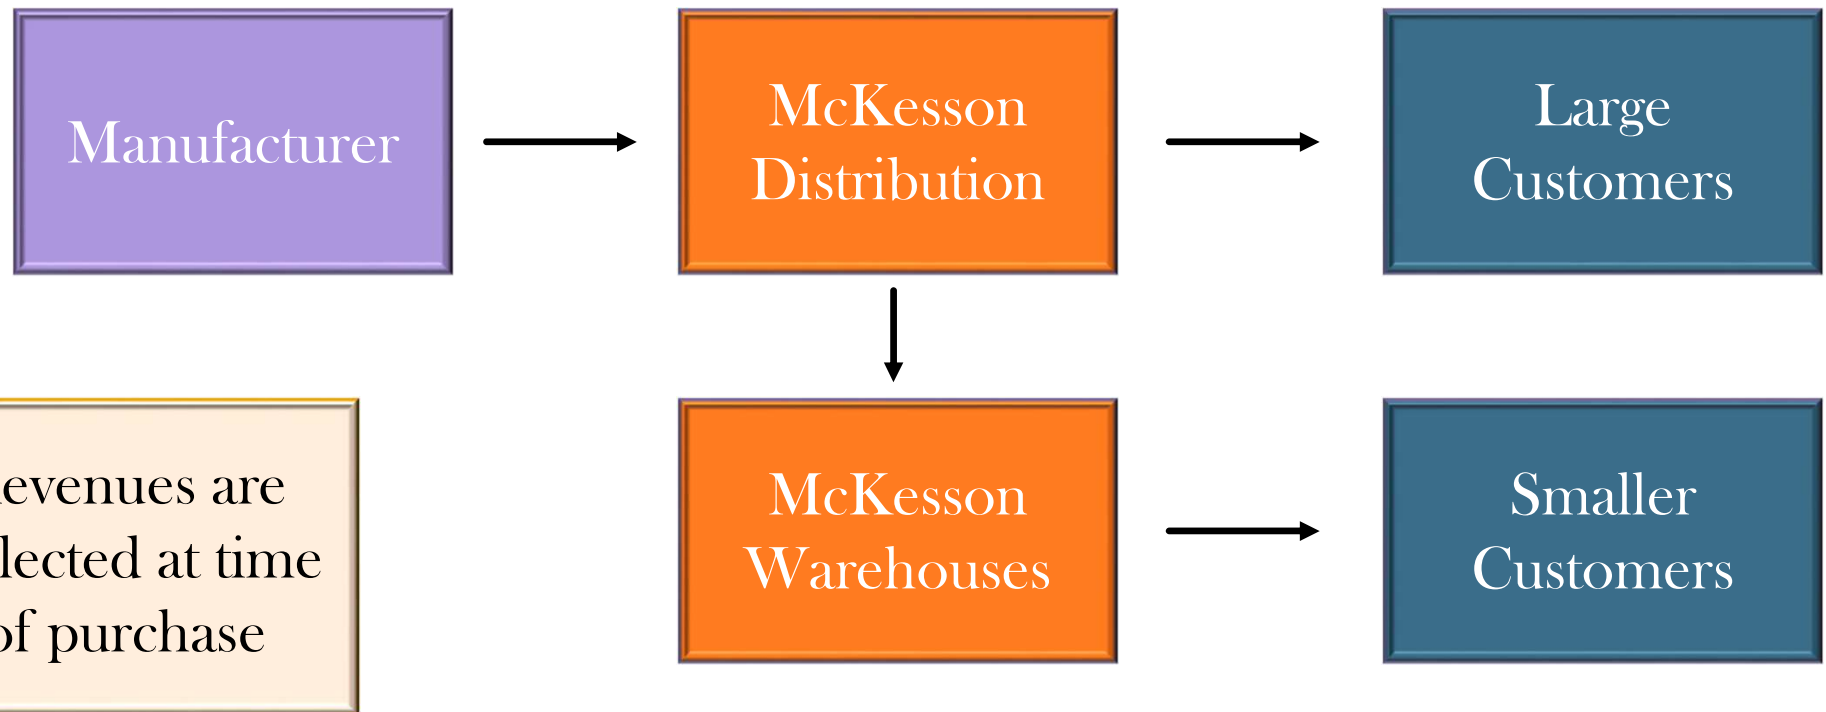 Manufacturer
McKesson
Distribution
Large
Customers
evenues are
lected at time
of purchase
McKesson
Warehouses
Smaller
Customers